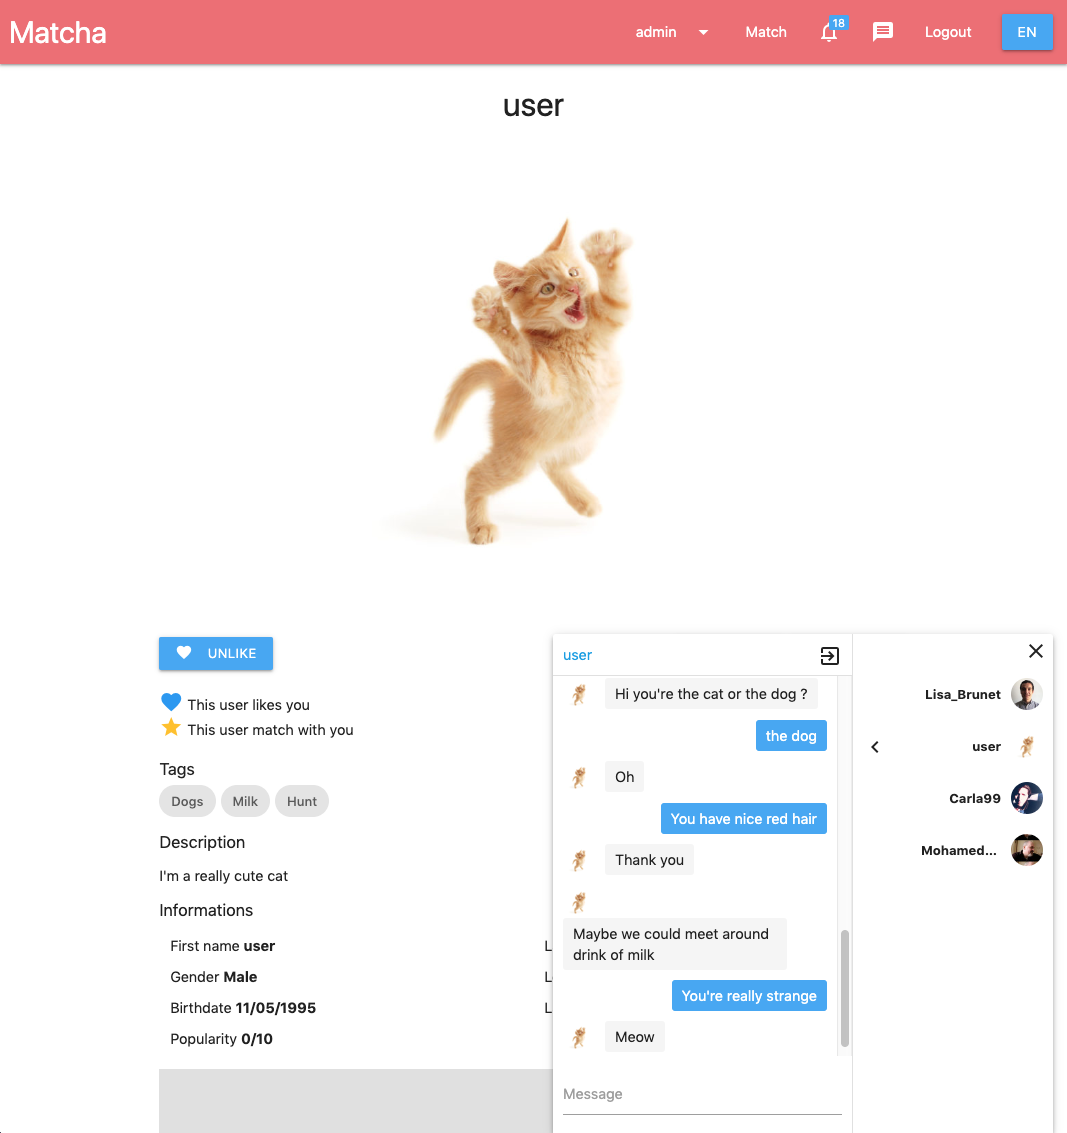 Matcha
admin
Match
18
Logout
EN
user
UNLIKE
This user likes you
This user match with you
Tags
Dogs
Milk
Hunt
Description
I'm a really cute cat
Informations
First name user
Gender Male
Birthdate 11/05/1995
Popularity 0/10
user
Hi you're the cat or the dog ?
the dog
Oh
You have nice red hair
Thank you
Maybe we could meet around
drink of milk
You're really strange
Meow
Message
Lisa_Brunet
user
Carla99
Mohamed...